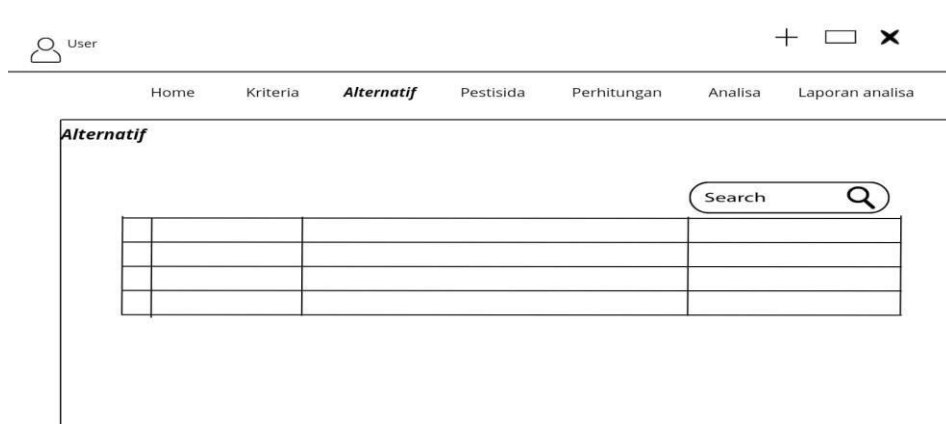 User
Home Kriteria Alternatif Pestisida Perhitungan Analisa Laporan analisa
Alternatif
Search